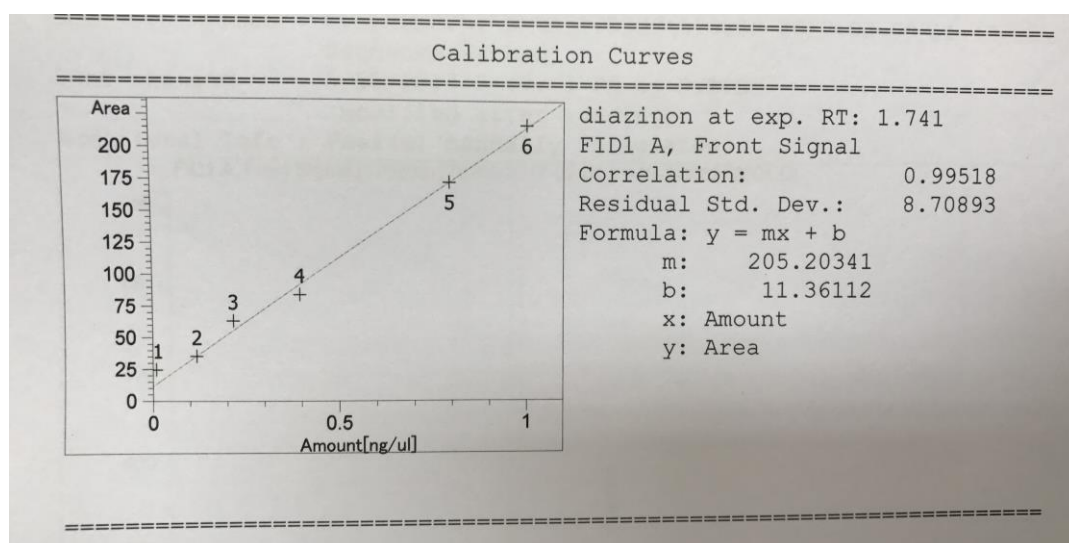 Calibration Curves
Area
200
175
150
125
100
75
50
25
0
1
2
3
4
5
6
0
0.5
1
Amount[ng/ul]
diazinon at exp. RT: 1.741
FID1 A, Front Signal
Correlation: 0.99518
Residual Std. Dev.: 8.70893
Formula: y = mx + b
m: 205.20341
b: 11.36112
x: Amount
y: Area